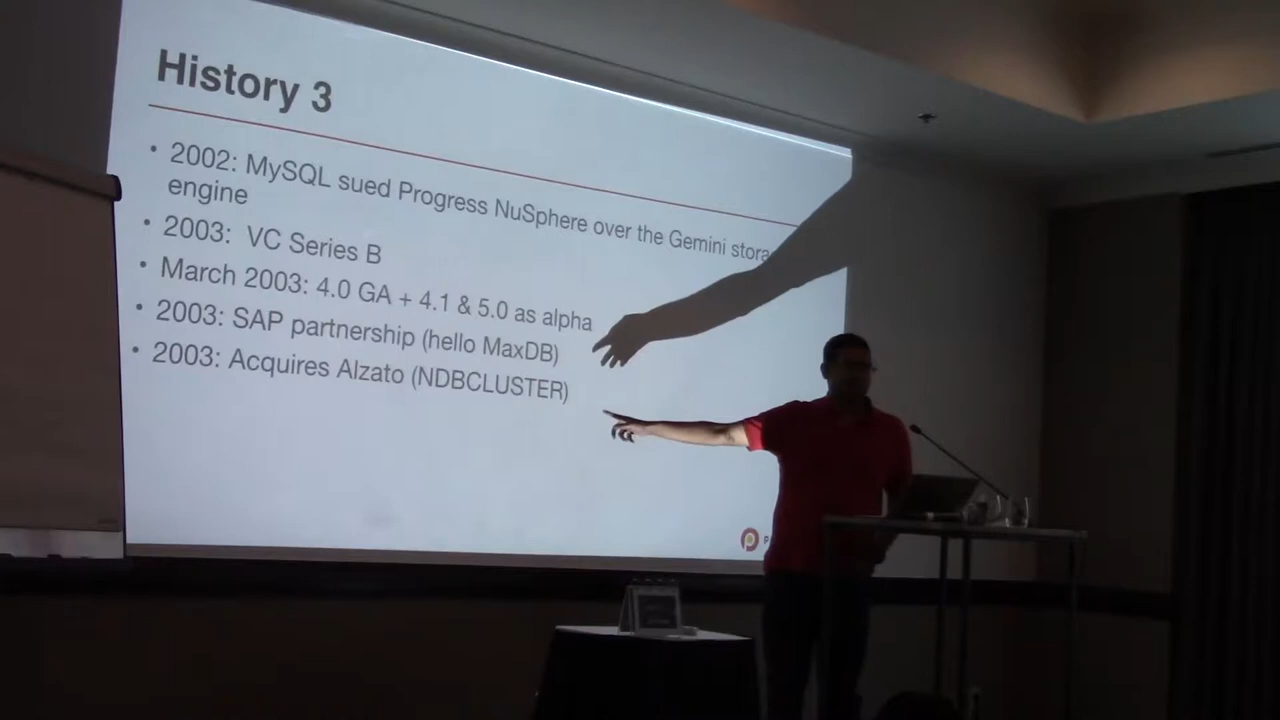 History 3
• 2002: MySQL sued Progress NuSphere over the Gemini stora
engine
• 2003: VC Series B
• March 2003: 4.0 GA + 4.1 & 5.0 as alpha
• 2003: SAP partnership (hello MaxDB)
• 2003: Acquires Alzato (NDBCLUSTER)